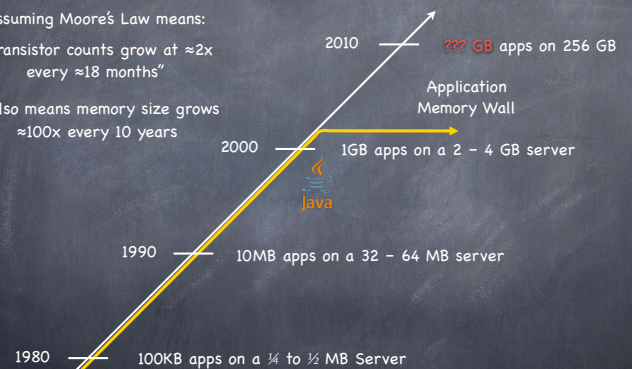 ssuming Moore's Law means:
ransistor counts grow at ≈2x
every ≈18 months"
lso means memory size grows
≈100x every 10 years
2010
??? GB apps on 256 GB
Application
Memory Wall
2000
1GB apps on a 2 – 4 GB server
Java
1990
10MB apps on a 32 – 64 MB server
1980
100KB apps on a ¼ to ½ MB Server